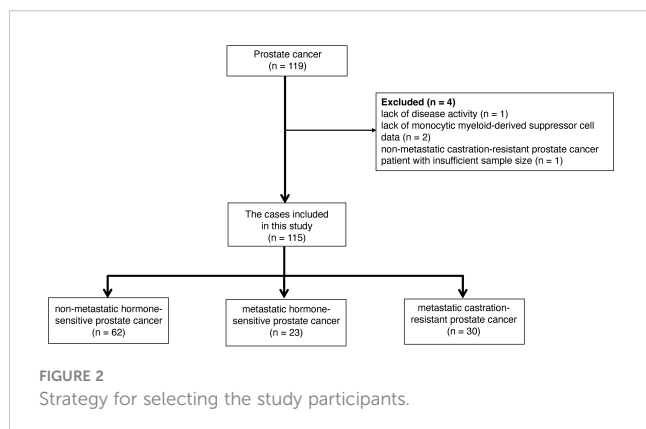 Prostate cancer
(n = 119)
Excluded (n = 4)
lack of disease activity (n = 1)
lack of monocytic myeloid-derived suppressor cell
data (n = 2)
non-metastatic castration-resistant prostate cancer
patient with insufficient sample size (n = 1)
The cases included
in this study
(n = 115)
non-metastatic hormone-
sensitive prostate cancer
(n = 62)
metastatic hormone-
sensitive prostate cancer
(n = 23)
metastatic castration-
resistant prostate cancer
(n = 30)
FIGURE 2
Strategy for selecting the study participants.